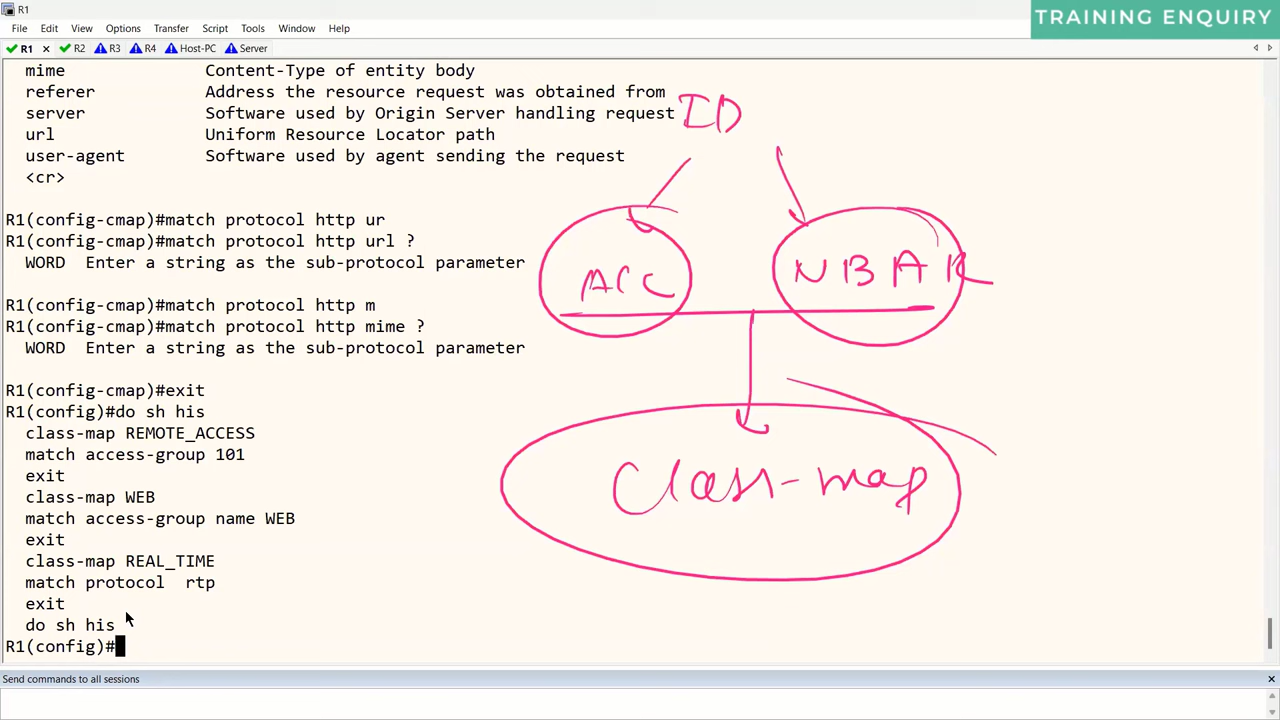 R1
TRAINING ENQUIRY
File Edit View Options Transfer Script Tools Window Help
R1 × R2 R3 R4 Host-PC Server
mime Content-Type of entity body
referer Address the resource request was obtained from
server Software used by Origin Server handling request
url Uniform Resource Locator path
user-agent Software used by agent sending the request
<cr>
R1(config-cmap)#match protocol http ur
R1(config-cmap)#match protocol http url ?
WORD Enter a string as the sub-protocol parameter
R1(config-cmap)#match protocol http m
R1(config-cmap)#match protocol http mime ?
WORD Enter a string as the sub-protocol parameter
R1(config-cmap)#exit
R1(config)#do sh his
class-map REMOTE_ACCESS
match access-group 101
exit
class-map WEB
match access-group name WEB
exit
class-map REAL_TIME
match protocol rtp
exit
do sh his
R1(config)#
ID
NBAR
Class-map
Send commands to all sessions